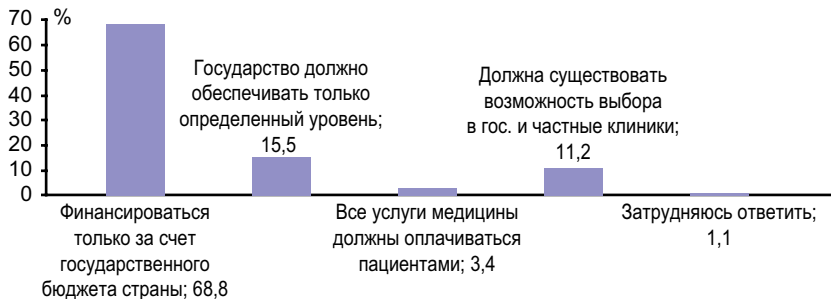 70
%
60
50
40
30
20
10
0
Государство должно
обеспечивать только
определенный уровень;
15,5
Должна существовать
возможность выбора
в гос. и частные клиники;
11,2
Финансироваться
только за счет
государственного
бюджета страны; 68,8
Все услуги медицины
должны оплачиваться
пациентами; 3,4
Затрудняюсь ответить;
1,1